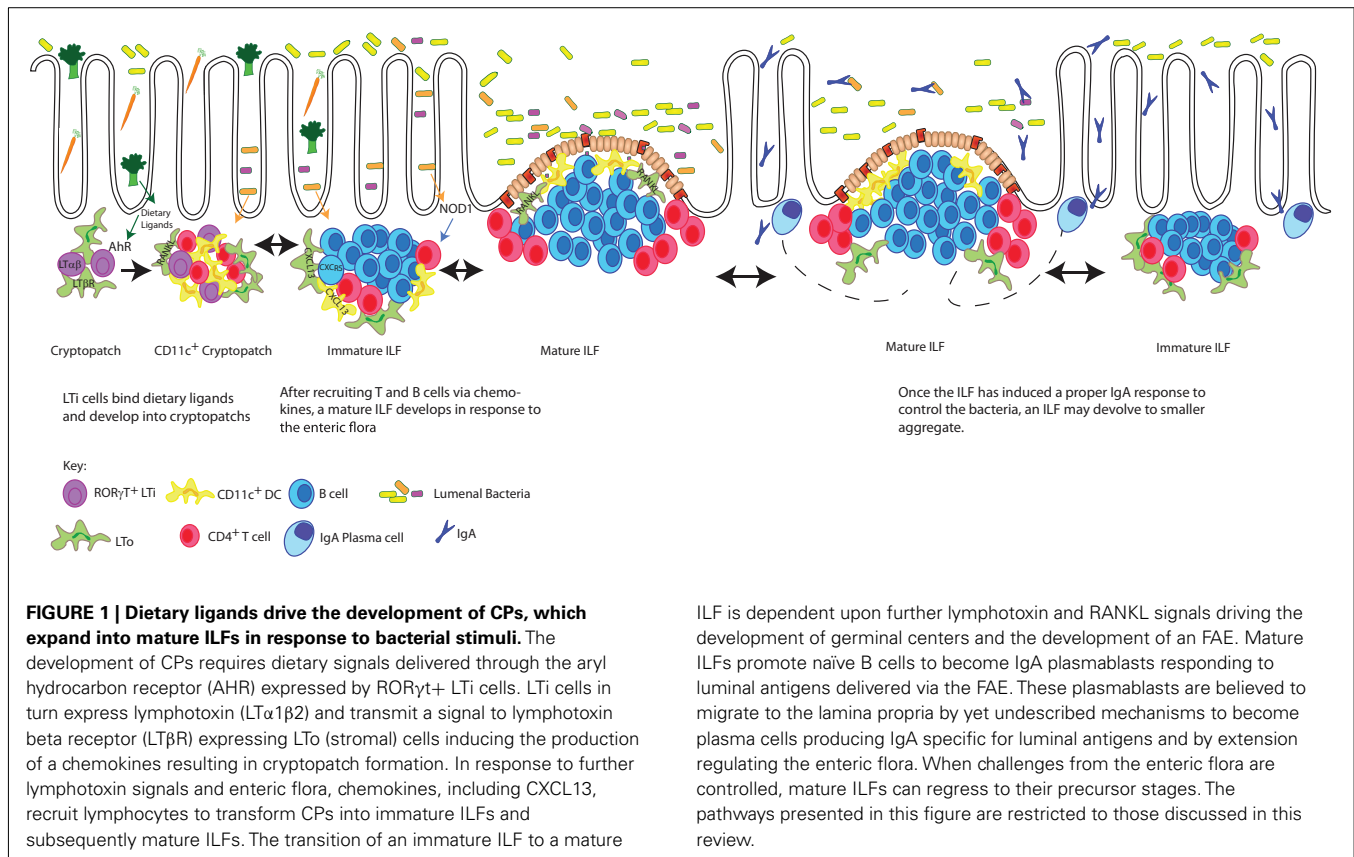 NOD1
Dietary
Ligands
AhR
LTαβ
LTβR
RANKL
CXCL13
CXCR5
CXCL13
RANKL
RANKL
Cryptopatch
CD11c+ Cryptopatch
Immature ILF
Mature ILF
Mature ILF
Immature ILF
LTi cells bind dietary ligands
and develop into cryptopatchs
After recruiting T and B cells via chemo-
kines, a mature ILF develops in response to
the enteric flora
Once the ILF has induced a proper IgA response to
control the bacteria, an ILF may devolve to smaller
aggregate.
Key:
RORγT+ LTi
CD11c+ DC
B cell
Lumenal Bacteria
LTo
CD4+ T cell
IgA Plasma cell
IgA
FIGURE 1 | Dietary ligands drive the development of CPs, which
expand into mature ILFs in response to bacterial stimuli. The
development of CPs requires dietary signals delivered through the aryl
hydrocarbon receptor (AHR) expressed by RORγt+ LTi cells. LTi cells in
turn express lymphotoxin (LTα1β2) and transmit a signal to lymphotoxin
beta receptor (LTβR) expressing LTo (stromal) cells inducing the production
of a chemokines resulting in cryptopatch formation. In response to further
lymphotoxin signals and enteric flora, chemokines, including CXCL13,
recruit lymphocytes to transform CPs into immature ILFs and
subsequently mature ILFs. The transition of an immature ILF to a mature
ILF is dependent upon further lymphotoxin and RANKL signals driving the
development of germinal centers and the development of an FAE. Mature
ILFs promote naïve B cells to become IgA plasmablasts responding to
luminal antigens delivered via the FAE. These plasmablasts are believed to
migrate to the lamina propria by yet undescribed mechanisms to become
plasma cells producing IgA specific for luminal antigens and by extension
regulating the enteric flora. When challenges from the enteric flora are
controlled, mature ILFs can regress to their precursor stages. The
pathways presented in this figure are restricted to those discussed in this
review.